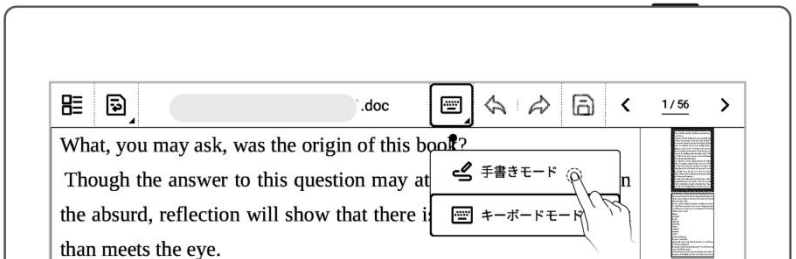 .doc
1 / 56
What, you may ask, was the origin of this book?
Though the answer to this question may at
n
the absurd, reflection will show that there is
than meets the eye.
手書きモード
キーボードモード